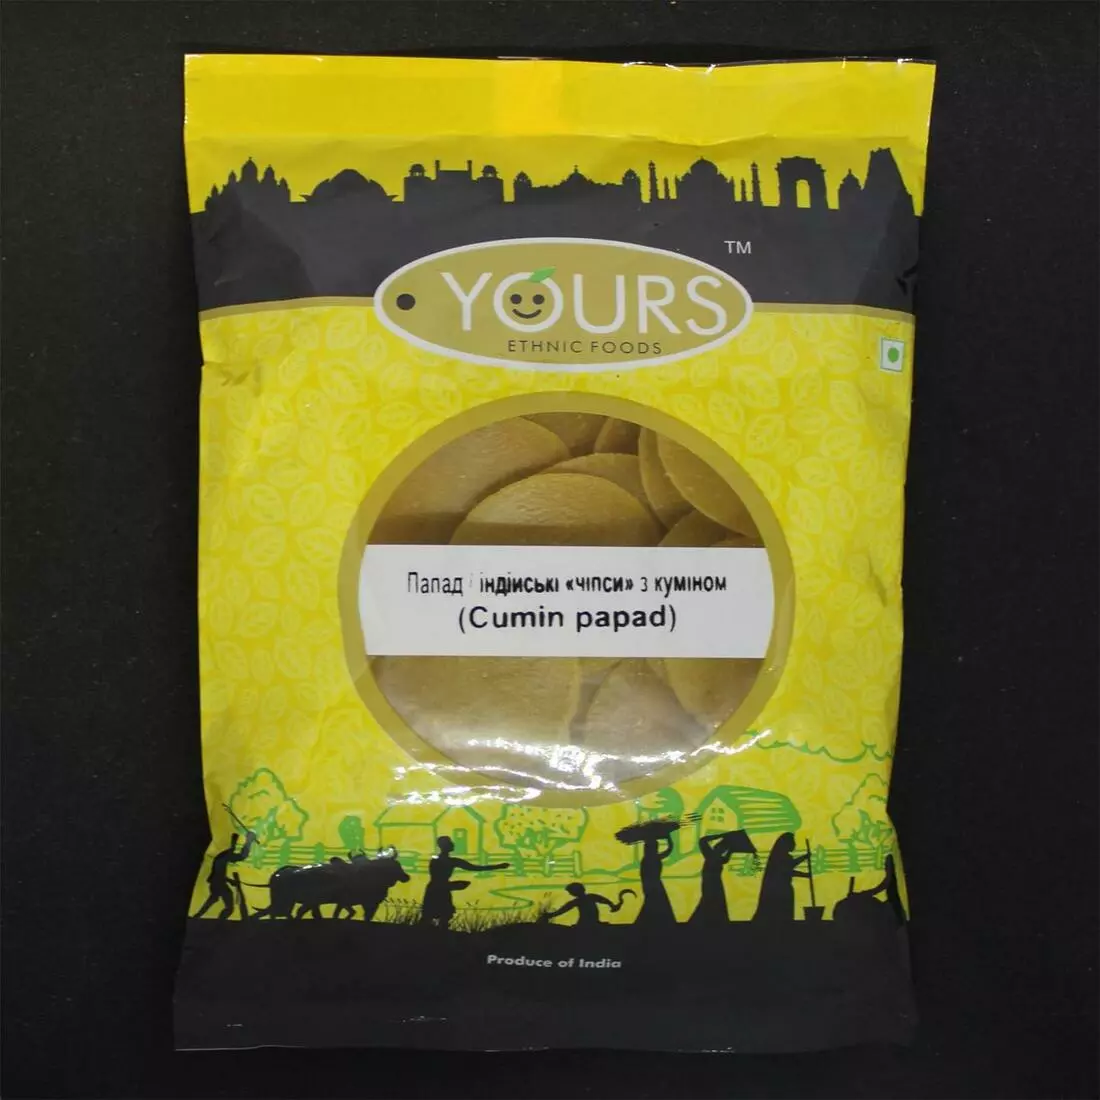 TM
YOURS
ETHNIC FOODS
Папад індійські «чіпси» з куміном
(Cumin papad)
Produce of India